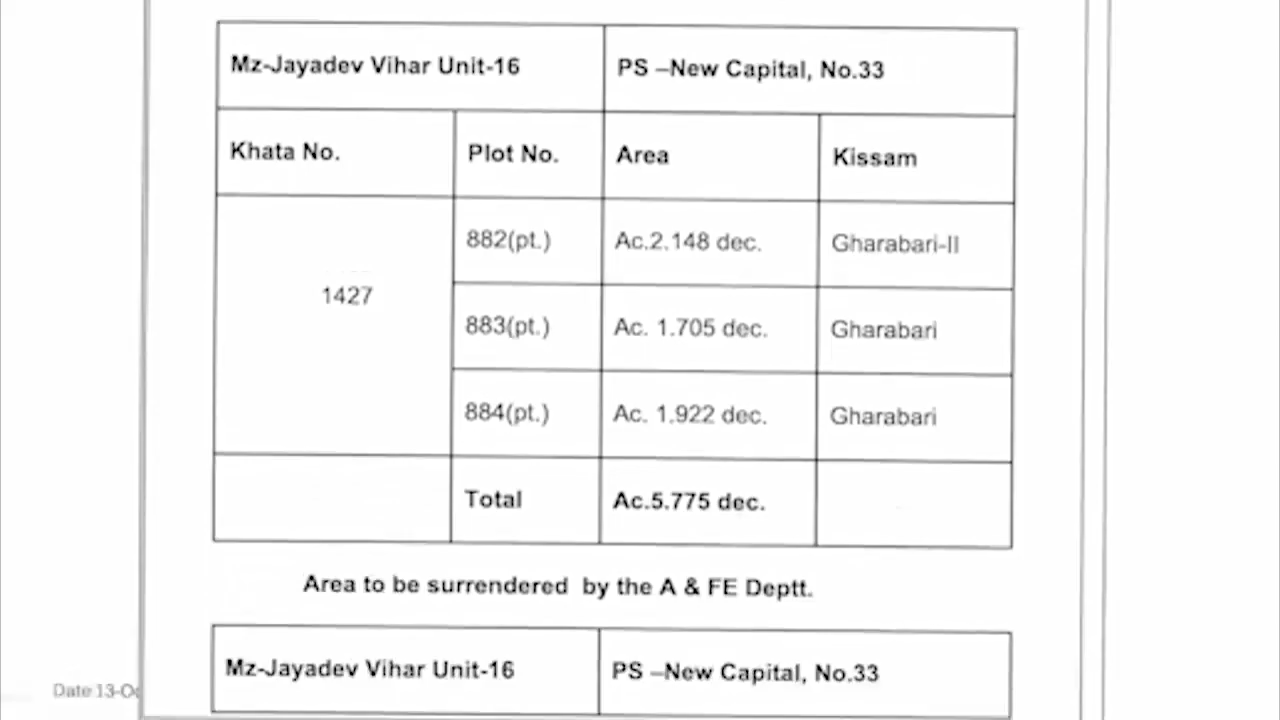 Mz-Jayadev Vihar Unit-16 PS –New Capital, No.33
Khata No. Plot No. Area Kissam
1427 882(pt.) Ac.2.148 dec. Gharabari-II
883(pt.) Ac. 1.705 dec. Gharabari
884(pt.) Ac. 1.922 dec. Gharabari
Total Ac.5.775 dec.
Area to be surrendered by the A & FE Deptt.
Mz-Jayadev Vihar Unit-16 PS –New Capital, No.33
Date:13-Oc